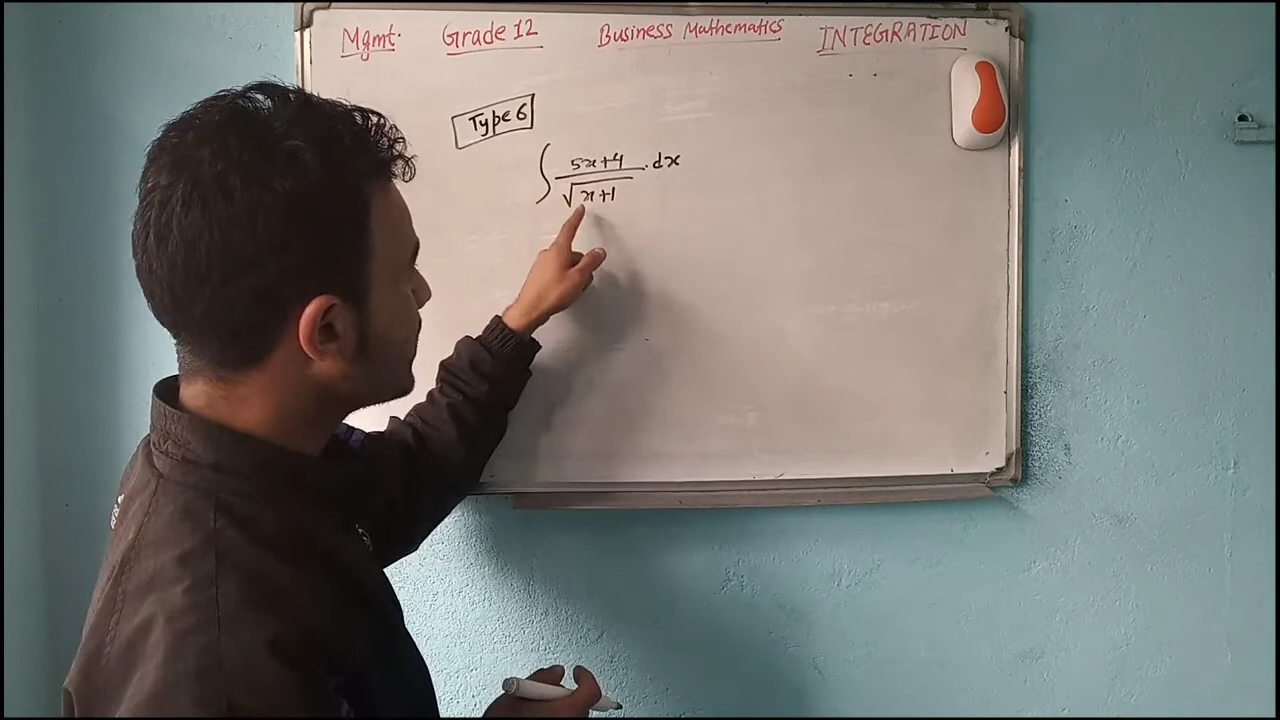 Mgmt. Grade 12 Business Mathematics INTEGRATION
Type 6
∫ 5x+4 / √x+1 . dx